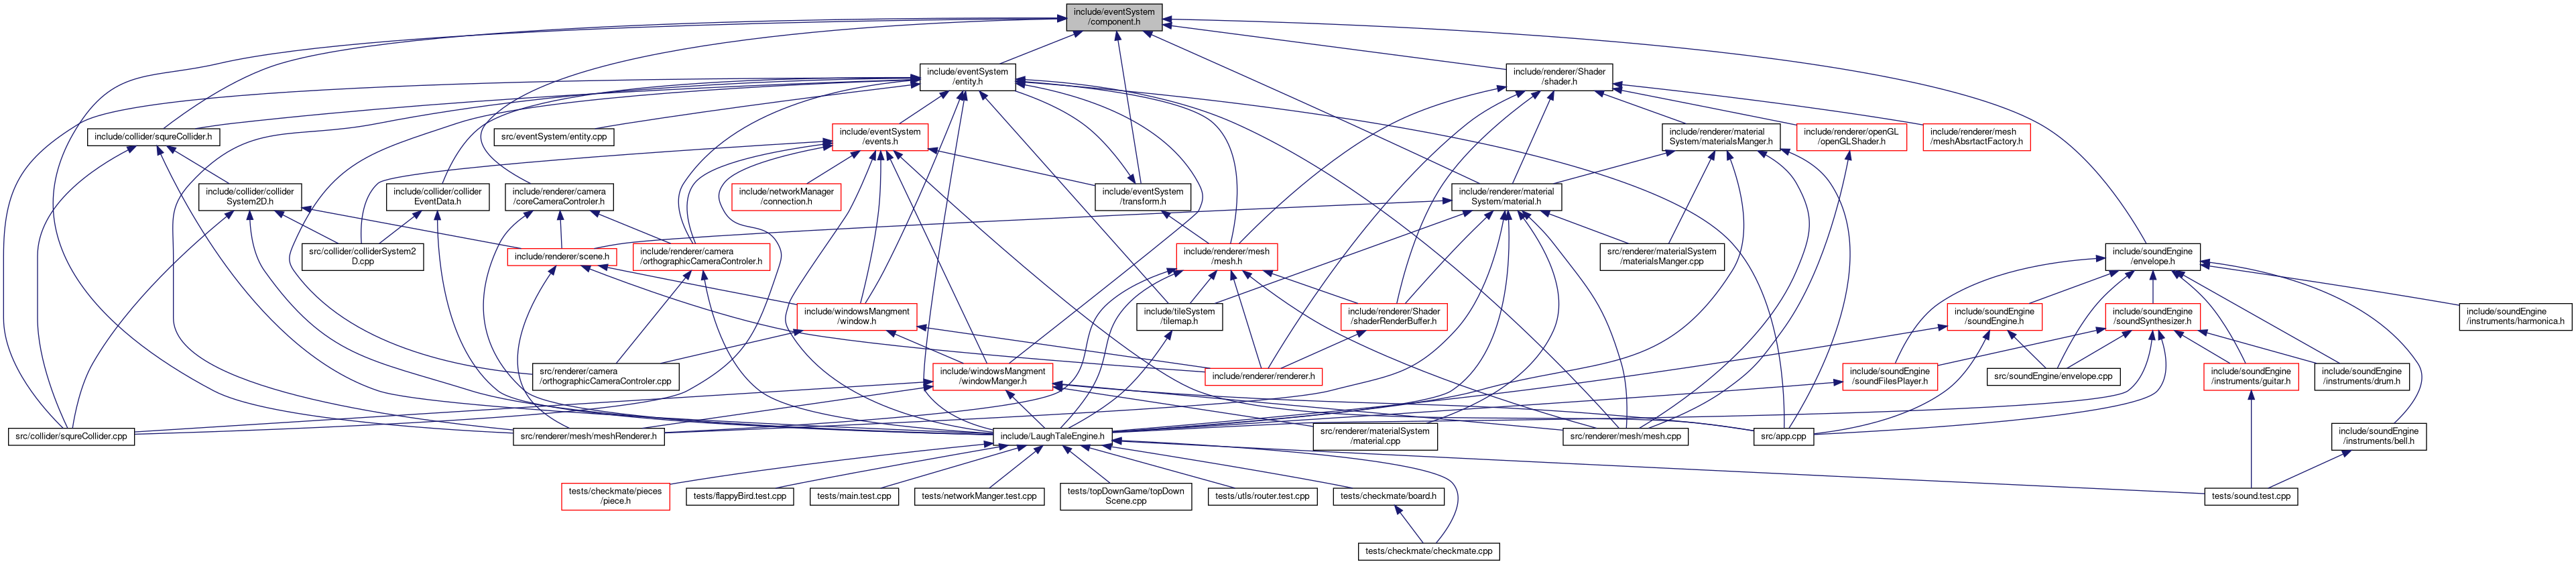 include/eventSystem
/component.h
include/eventSystem
/entity.h
include/renderer/Shader
/shader.h
include/collider/squreCollider.h
src/eventSystem/entity.cpp
include/eventSystem
/events.h
include/renderer/material
System/materialsManger.h
include/renderer/openGL
/openGLShader.h
include/renderer/mesh
/meshAbsrtactFactory.h
include/collider/collider
System2D.h
include/collider/collider
EventData.h
include/renderer/camera
/coreCameraControler.h
include/networkManager
/connection.h
include/eventSystem
/transform.h
include/renderer/material
System/material.h
src/collider/colliderSystem2
D.cpp
include/renderer/scene.h
include/renderer/camera
/orthographicCameraControler.h
include/renderer/mesh
/mesh.h
src/renderer/materialSystem
/materialsManger.cpp
include/soundEngine
/envelope.h
include/windowsMangment
/window.h
include/tileSystem
/tilemap.h
include/renderer/Shader
/shaderRenderBuffer.h
include/soundEngine
/soundEngine.h
include/soundEngine
/soundSynthesizer.h
include/soundEngine
/instruments/harmonica.h
src/renderer/camera
/orthographicCameraControler.cpp
include/windowsMangment
/windowManger.h
include/renderer/renderer.h
include/soundEngine
/soundFilesPlayer.h
src/soundEngine/envelope.cpp
include/soundEngine
/instruments/guitar.h
include/soundEngine
/instruments/drum.h
src/collider/squreCollider.cpp
src/renderer/mesh/meshRenderer.h
include/LaughTaleEngine.h
src/renderer/materialSystem
/material.cpp
src/renderer/mesh/mesh.cpp
src/app.cpp
include/soundEngine
/instruments/bell.h
tests/checkmate/pieces
/piece.h
tests/flappyBird.test.cpp
tests/main.test.cpp
tests/networkManger.test.cpp
tests/topDownGame/topDown
Scene.cpp
tests/utls/router.test.cpp
tests/checkmate/board.h
tests/sound.test.cpp
tests/checkmate/checkmate.cpp